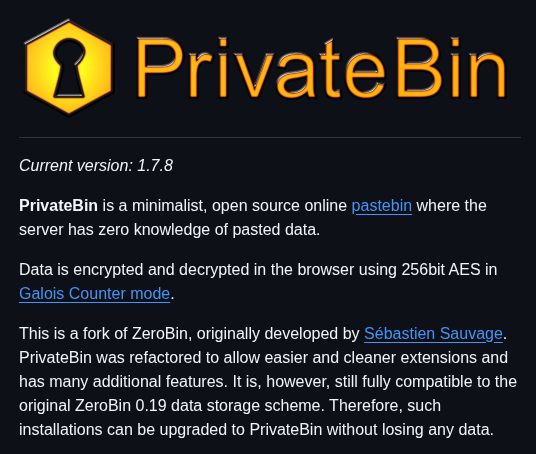 PrivateBin
Current version: 1.7.8
PrivateBin is a minimalist, open source online pastebin where the
server has zero knowledge of pasted data.
Data is encrypted and decrypted in the browser using 256bit AES in
Galois Counter mode.
This is a fork of ZeroBin, originally developed by Sébastien Sauvage.
PrivateBin was refactored to allow easier and cleaner extensions and
has many additional features. It is, however, still fully compatible to the
original ZeroBin 0.19 data storage scheme. Therefore, such
installations can be upgraded to PrivateBin without losing any data.